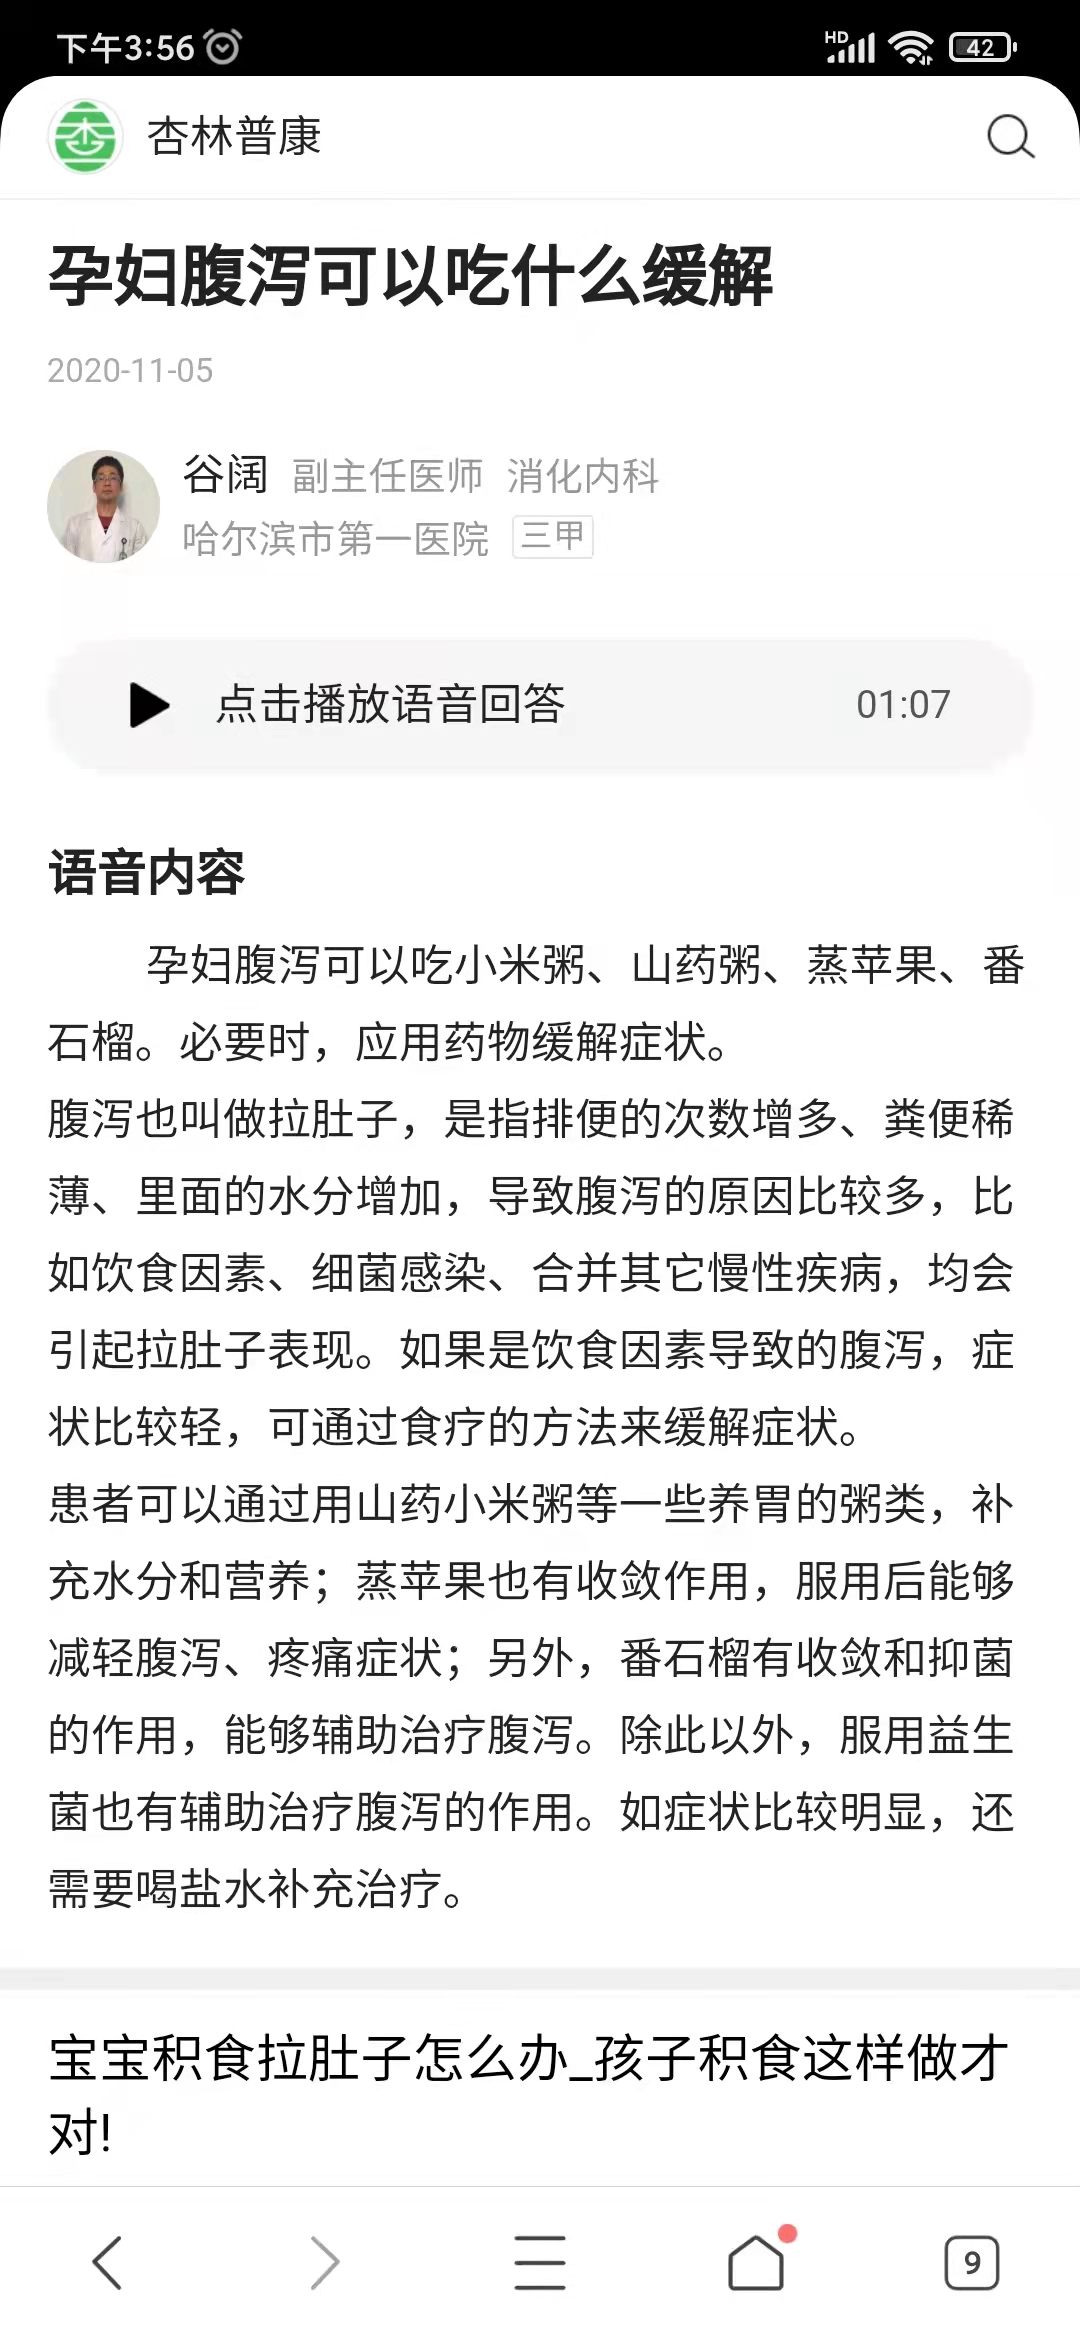 下午3:56
HD
42
杏林普康
孕妇腹泻可以吃什么缓解
2020-11-05
谷阔 副主任医师 消化内科
哈尔滨市第一医院 三甲
点击播放语音回答 01:07
语音内容
孕妇腹泻可以吃小米粥、山药粥、蒸苹果、番
石榴。必要时，应用药物缓解症状。
腹泻也叫做拉肚子，是指排便的次数增多、粪便稀
薄、里面的水分增加，导致腹泻的原因比较多，比
如饮食因素、细菌感染、合并其它慢性疾病，均会
引起拉肚子表现。如果是饮食因素导致的腹泻，症
状比较轻，可通过食疗的方法来缓解症状。
患者可以通过用山药小米粥等一些养胃的粥类，补
充水分和营养；蒸苹果也有收敛作用，服用后能够
减轻腹泻、疼痛症状；另外，番石榴有收敛和抑菌
的作用，能够辅助治疗腹泻。除此以外，服用益生
菌也有辅助治疗腹泻的作用。如症状比较明显，还
需要喝盐水补充治疗。
宝宝积食拉肚子怎么办_孩子积食这样做才
对!
9